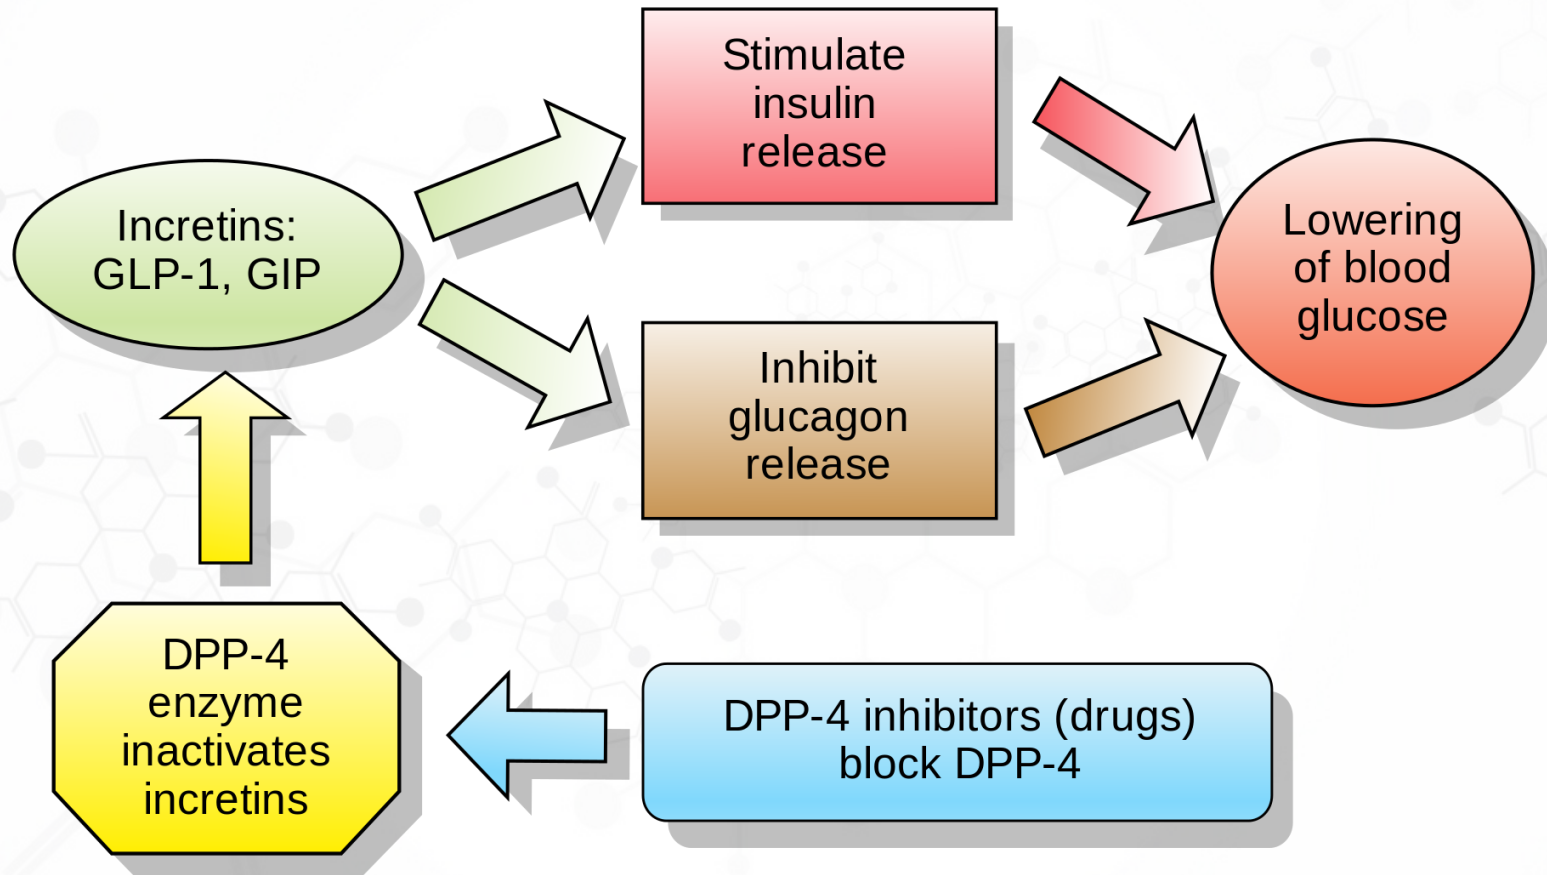 Stimulate
insulin
release
Incretins:
GLP-1, GIP
Lowering
of blood
glucose
Inhibit
glucagon
release
DPP-4
enzyme
inactivates
incretins
DPP-4 inhibitors (drugs)
block DPP-4